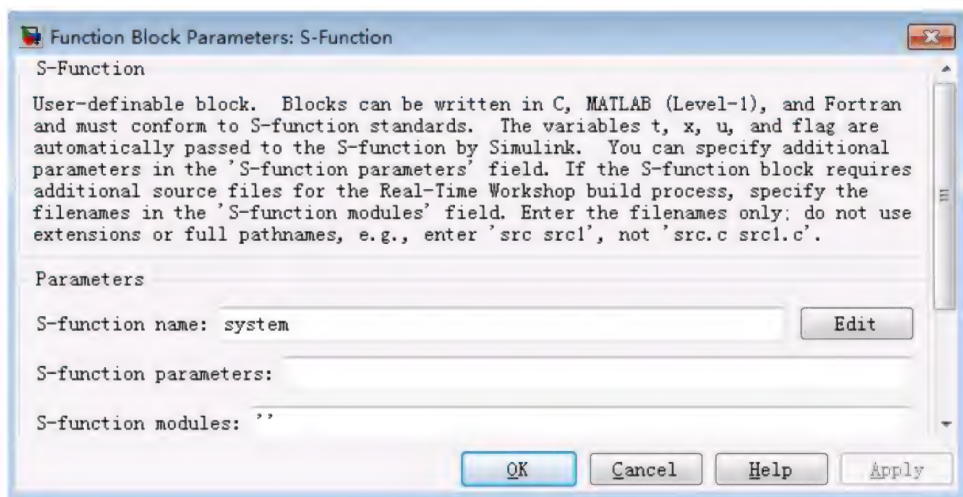 Function Block Parameters: S-Function
S-Function
User-definable block. Blocks can be written in C, MATLAB (Level-1), and Fortran
and must conform to S-function standards. The variables t, x, u, and flag are
automatically passed to the S-function by Simulink. You can specify additional
parameters in the 'S-function parameters' field. If the S-function block requires
additional source files for the Real-Time Workshop build process, specify the
filenames in the 'S-function modules' field. Enter the filenames only; do not use
extensions or full pathnames, e.g., enter 'src src1', not 'src.c src1.c'.
Parameters
S-function name: system Edit
S-function parameters:
S-function modules: ''
OK Cancel Help Apply